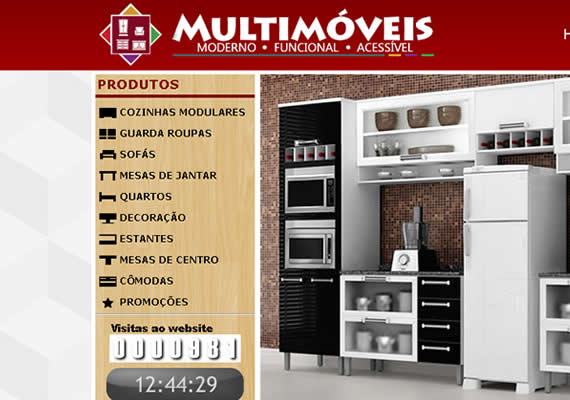 MULTIMÓVEIS
MODERNO • FUNCIONAL • ACESSÍVEL
H
PRODUTOS
COZINHAS MODULARES
GUARDA ROUPAS
SOFÁS
MESAS DE JANTAR
QUARTOS
DECORAÇÃO
ESTANTES
MESAS DE CENTRO
CÔMODAS
PROMOÇÕES
Visitas ao website
0000981
12:44:29